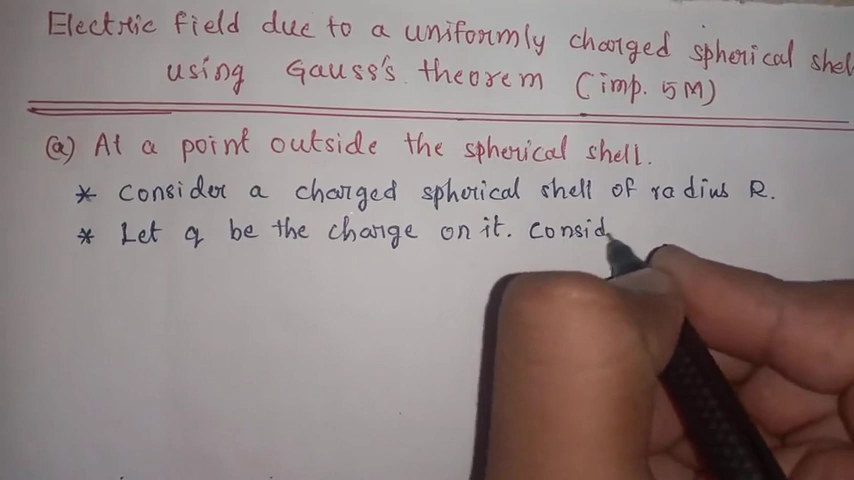 Electric field due to a uniformly charged spherical shel
using Gauss's theorem (imp. 5M)
(a) At a point outside the spherical shell.
* Consider a charged spherical shell of radius R.
* Let q be the charge on it. Consid